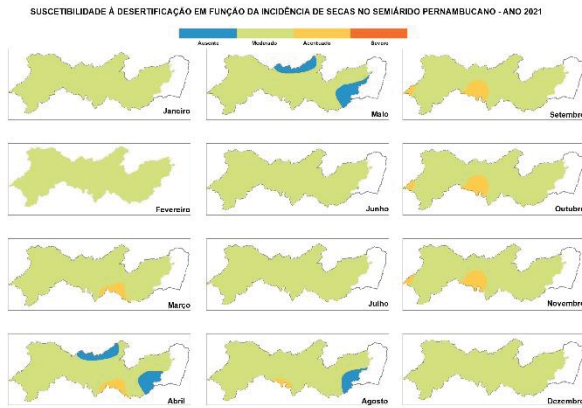 SUSCETIBILIDADE À DESERTIFICAÇÃO EM FUNÇÃO DA INCIDÊNCIA DE SECAS NO SEMIÁRIDO PERNAMBUCANO - ANO 2021
Ausente Moderado Acentuado Severo
Janeiro
Maio
Setembro
Fevereiro
Junho
Outubro
Março
Julho
Novembro
Abril
Agosto
Dezembro